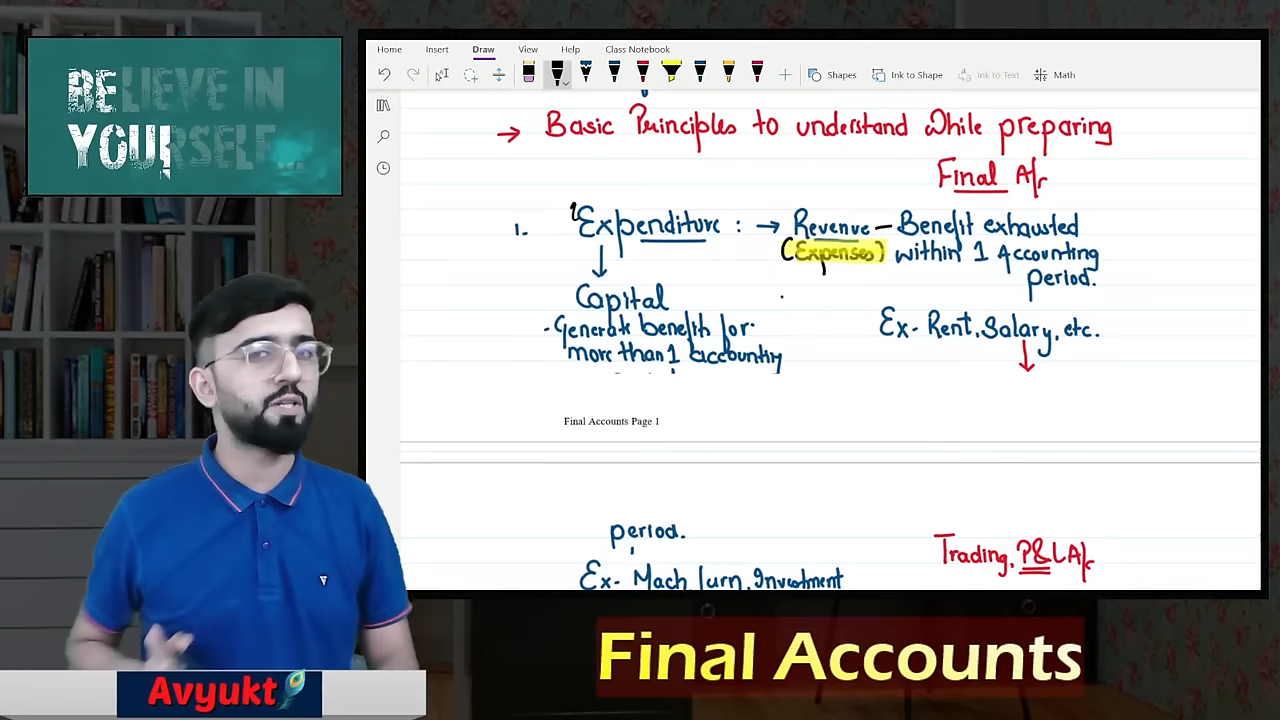 BELIEVE IN
YOURSELF...
Home Insert Draw View Help Class Notebook
Shapes Ink to Shape Ink to Text Math
→ Basic Principles to understand While preparing
Final A/c
1. Expenditure : → Revenue – Benefit exhausted
(Expenses) within 1 Accounting
period.
Capital
- Generate benefit for
more than 1 accounting
Ex- Rent, Salary, etc.
Final Accounts Page 1
period.
Ex- Mach, furn, Investment
Trading, P&L A/c
Final Accounts
Avyukt